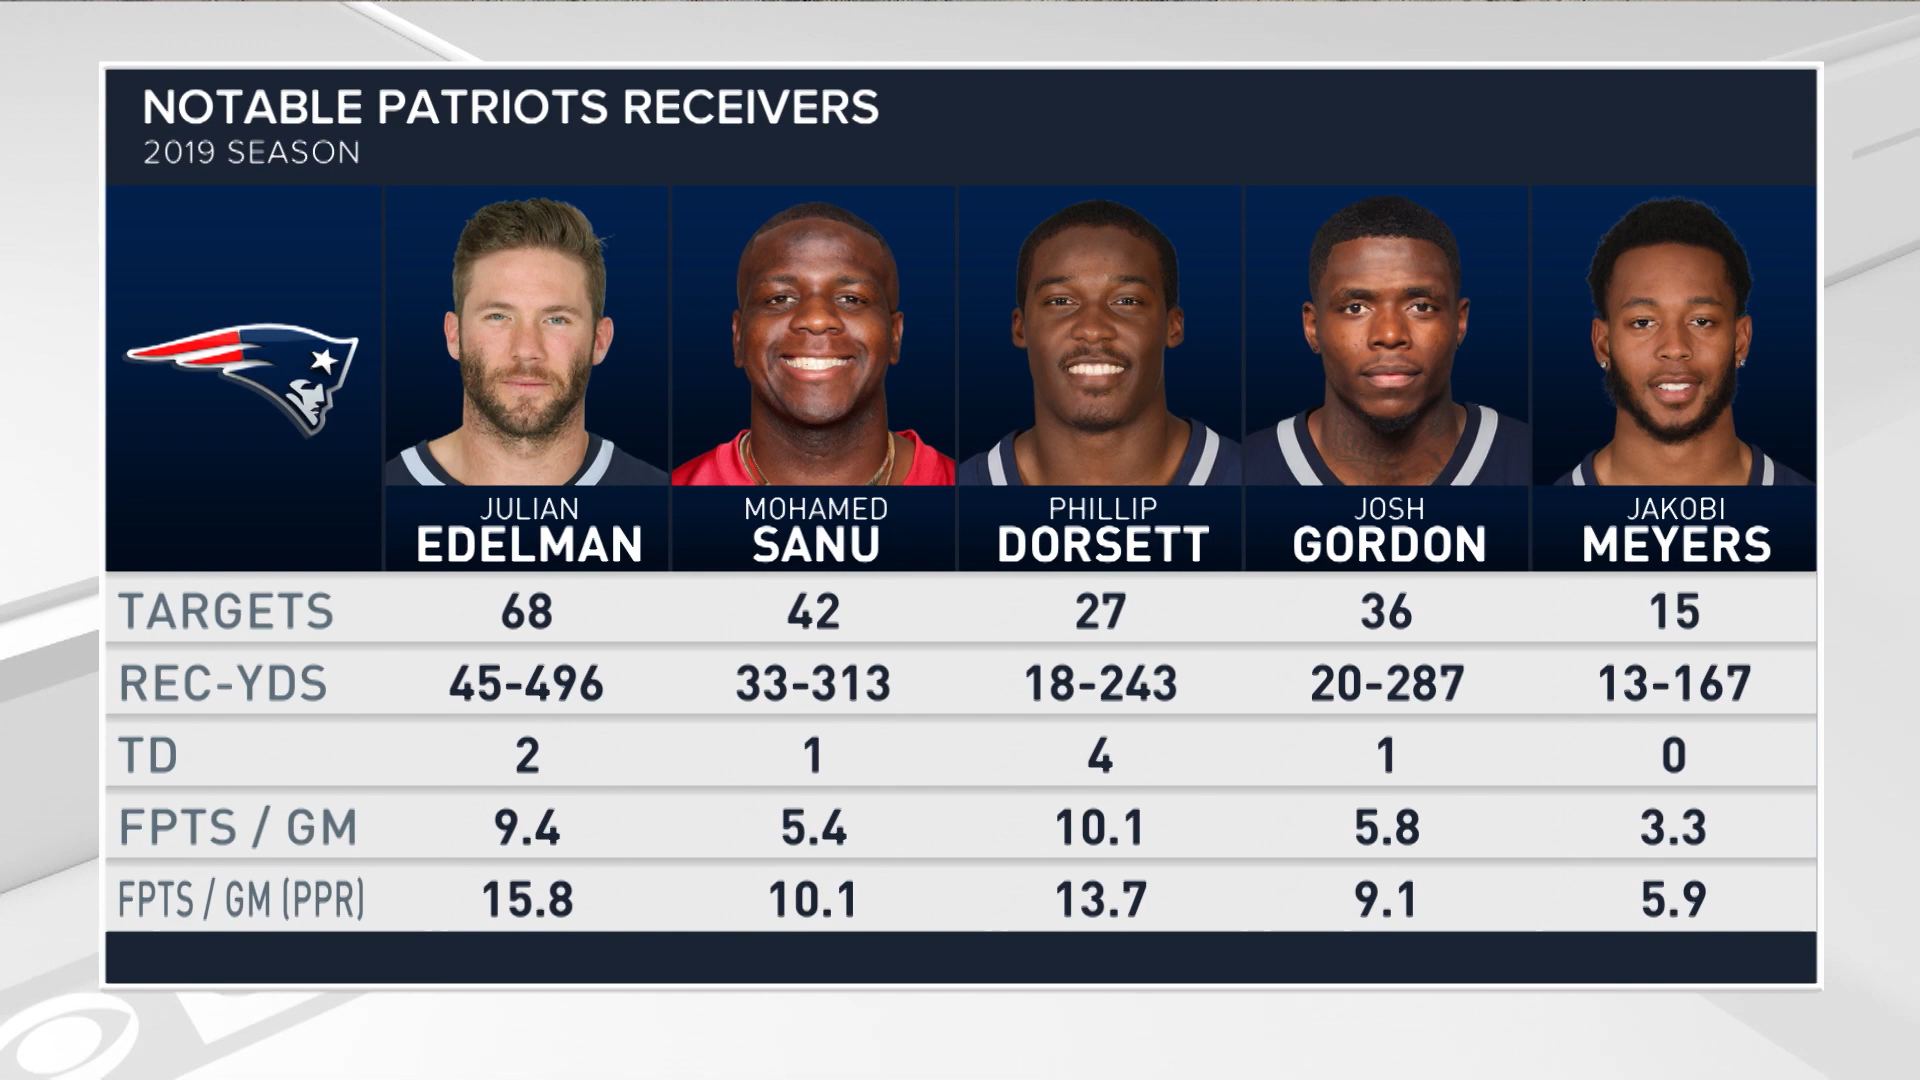 NOTABLE PATRIOTS RECEIVERS
2019 SEASON
JULIAN EDELMAN
MOHAMED SANU
PHILLIP DORSETT
JOSH GORDON
JAKOBI MEYERS
TARGETS 68 42 27 36 15
REC-YDS 45-496 33-313 18-243 20-287 13-167
TD 2 1 4 1 0
FPTS / GM 9.4 5.4 10.1 5.8 3.3
FPTS / GM (PPR) 15.8 10.1 13.7 9.1 5.9